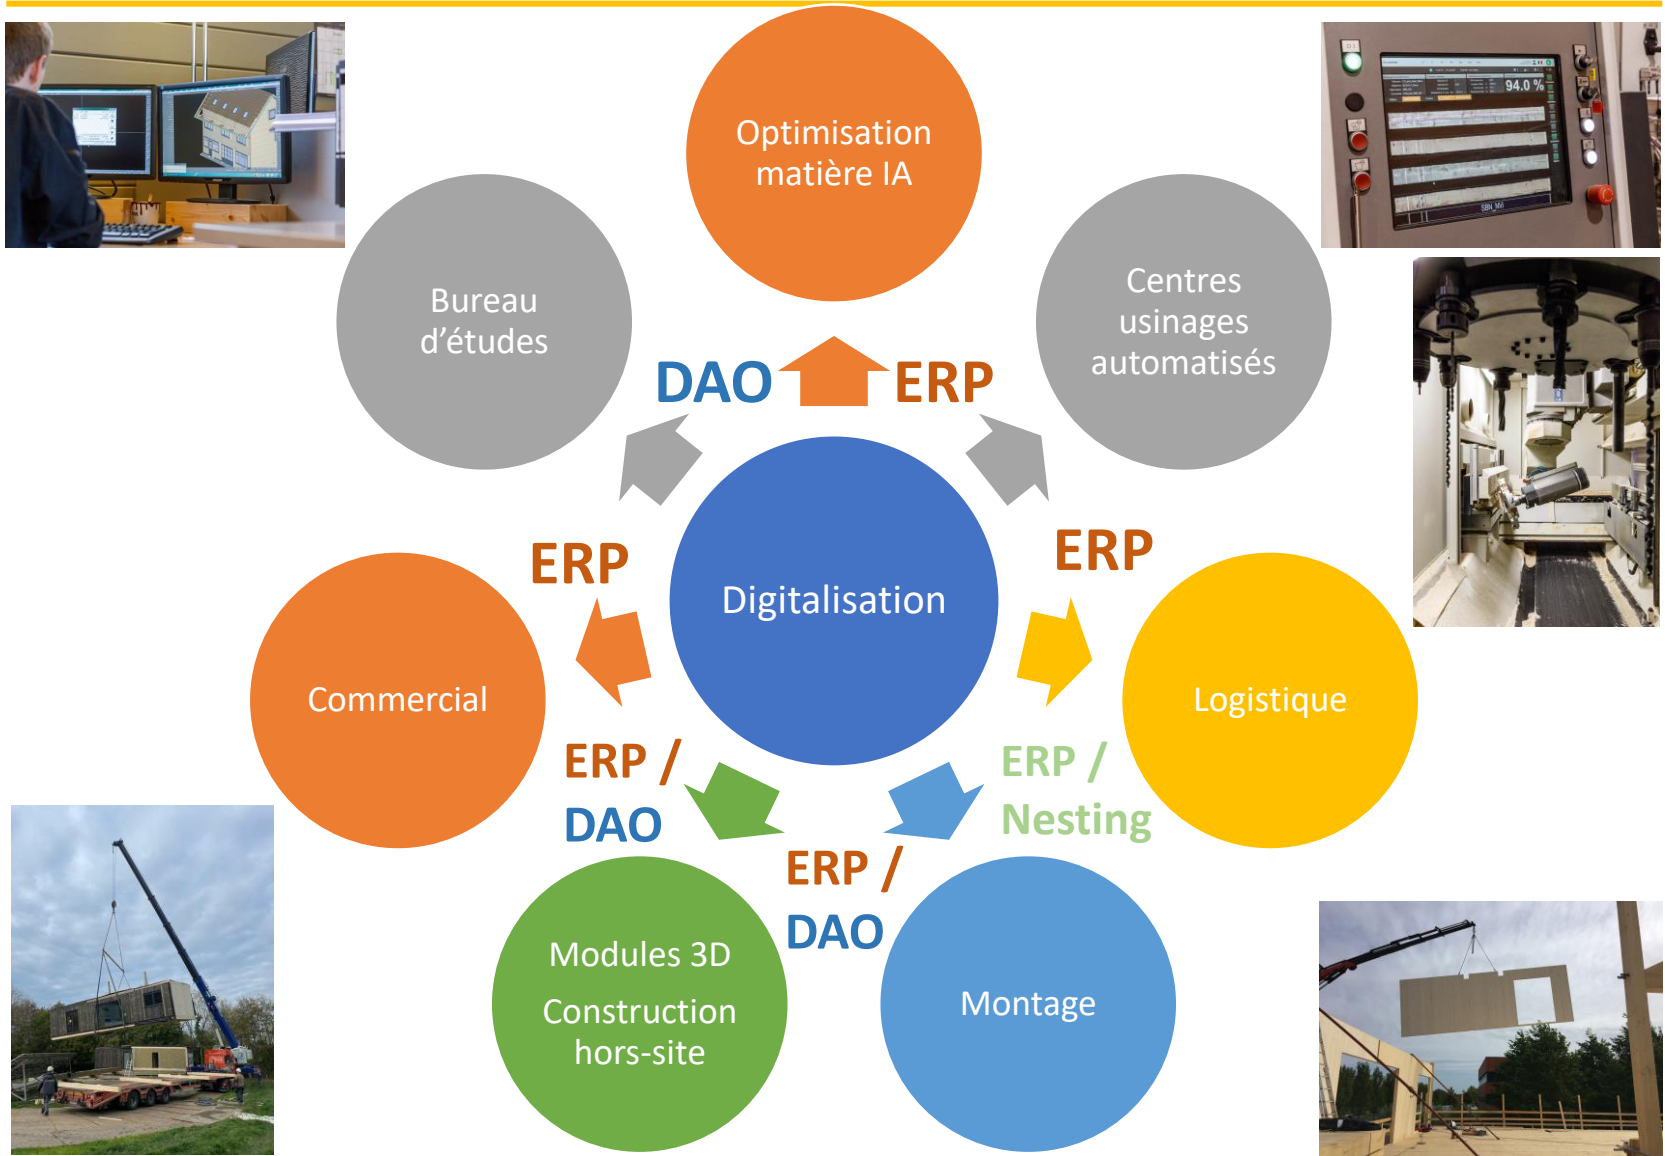 Optimisation
matière IA
94.0 %
Bureau
d’études
Centres
usinages
automatisés
DAO
ERP
ERP
ERP
Digitalisation
Commercial
Logistique
ERP /
DAO
ERP /
Nesting
ERP /
DAO
Modules 3D
Construction
hors-site
Montage